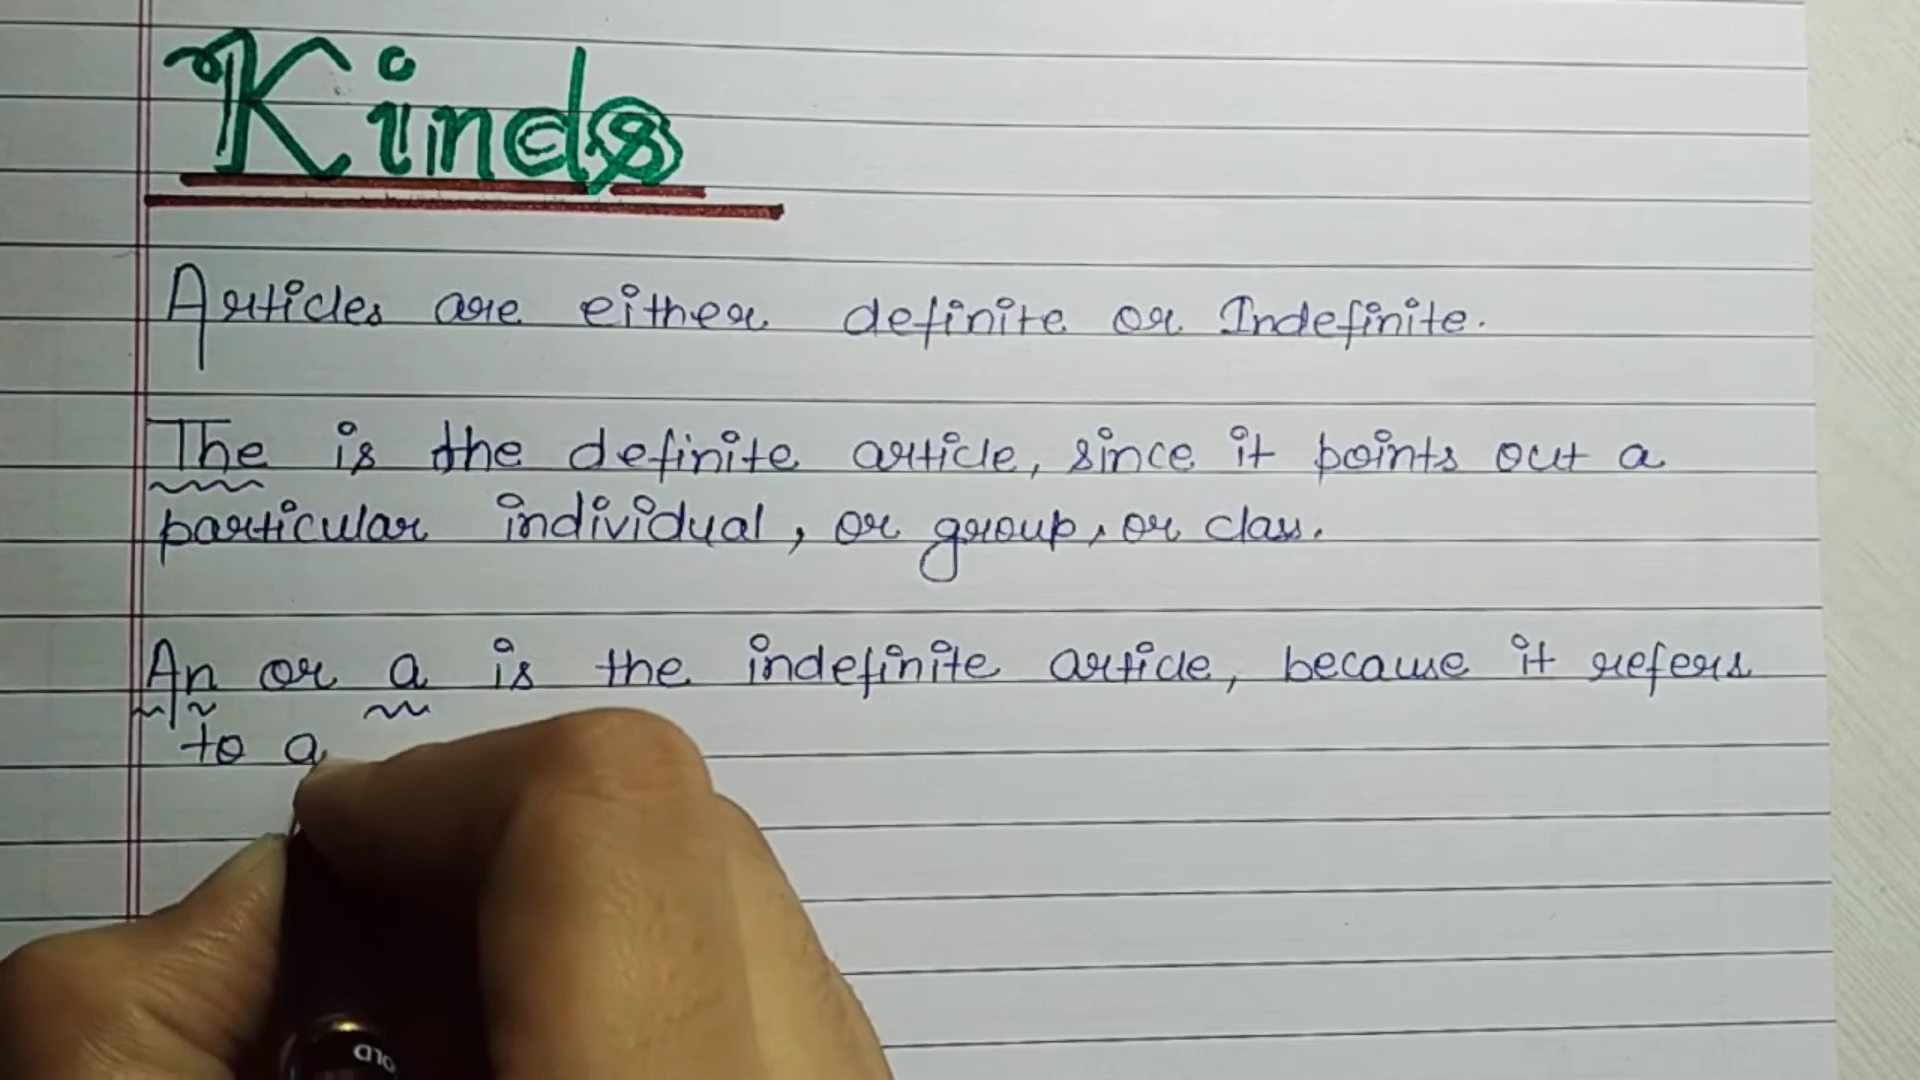 Kinds
Articles are either definite or Indefinite.
The is the definite article, since it points out a
particular individual, or group, or class.
An or a is the indefinite article, because it refers
to a
OLD